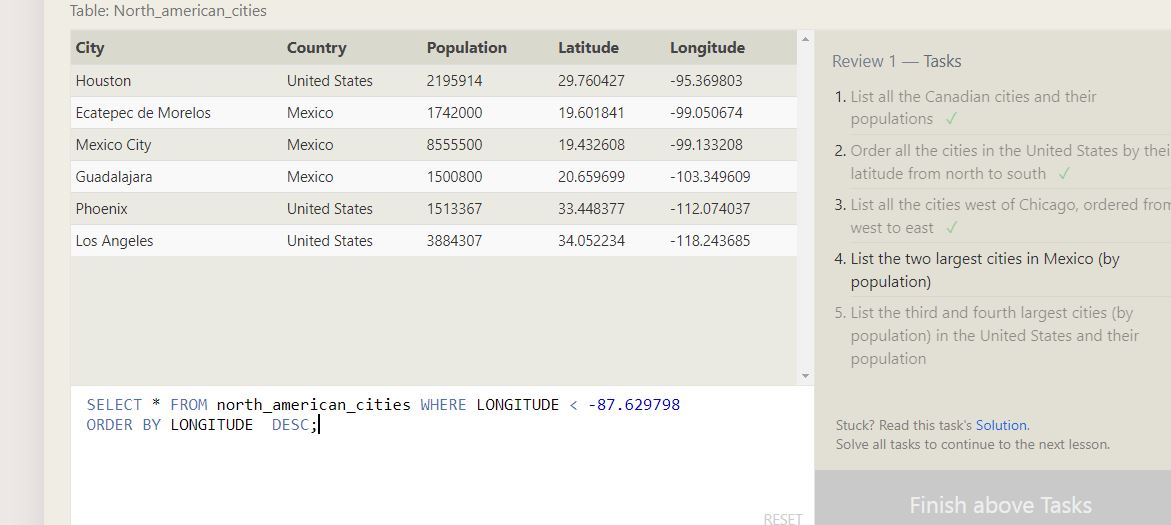 Table: North_american_cities
City Country Population Latitude Longitude
Houston United States 2195914 29.760427 -95.369803
Ecatepec de Morelos Mexico 1742000 19.601841 -99.050674
Mexico City Mexico 8555500 19.432608 -99.133208
Guadalajara Mexico 1500800 20.659699 -103.349609
Phoenix United States 1513367 33.448377 -112.074037
Los Angeles United States 3884307 34.052234 -118.243685
SELECT * FROM north_american_cities WHERE LONGITUDE < -87.629798
ORDER BY LONGITUDE  DESC;
RESET
Review 1 — Tasks
1. List all the Canadian cities and their
populations ✓
2. Order all the cities in the United States by thei
latitude from north to south ✓
3. List all the cities west of Chicago, ordered from
west to east ✓
4. List the two largest cities in Mexico (by
population)
5. List the third and fourth largest cities (by
population) in the United States and their
population
Stuck? Read this task's Solution.
Solve all tasks to continue to the next lesson.
Finish above Tasks